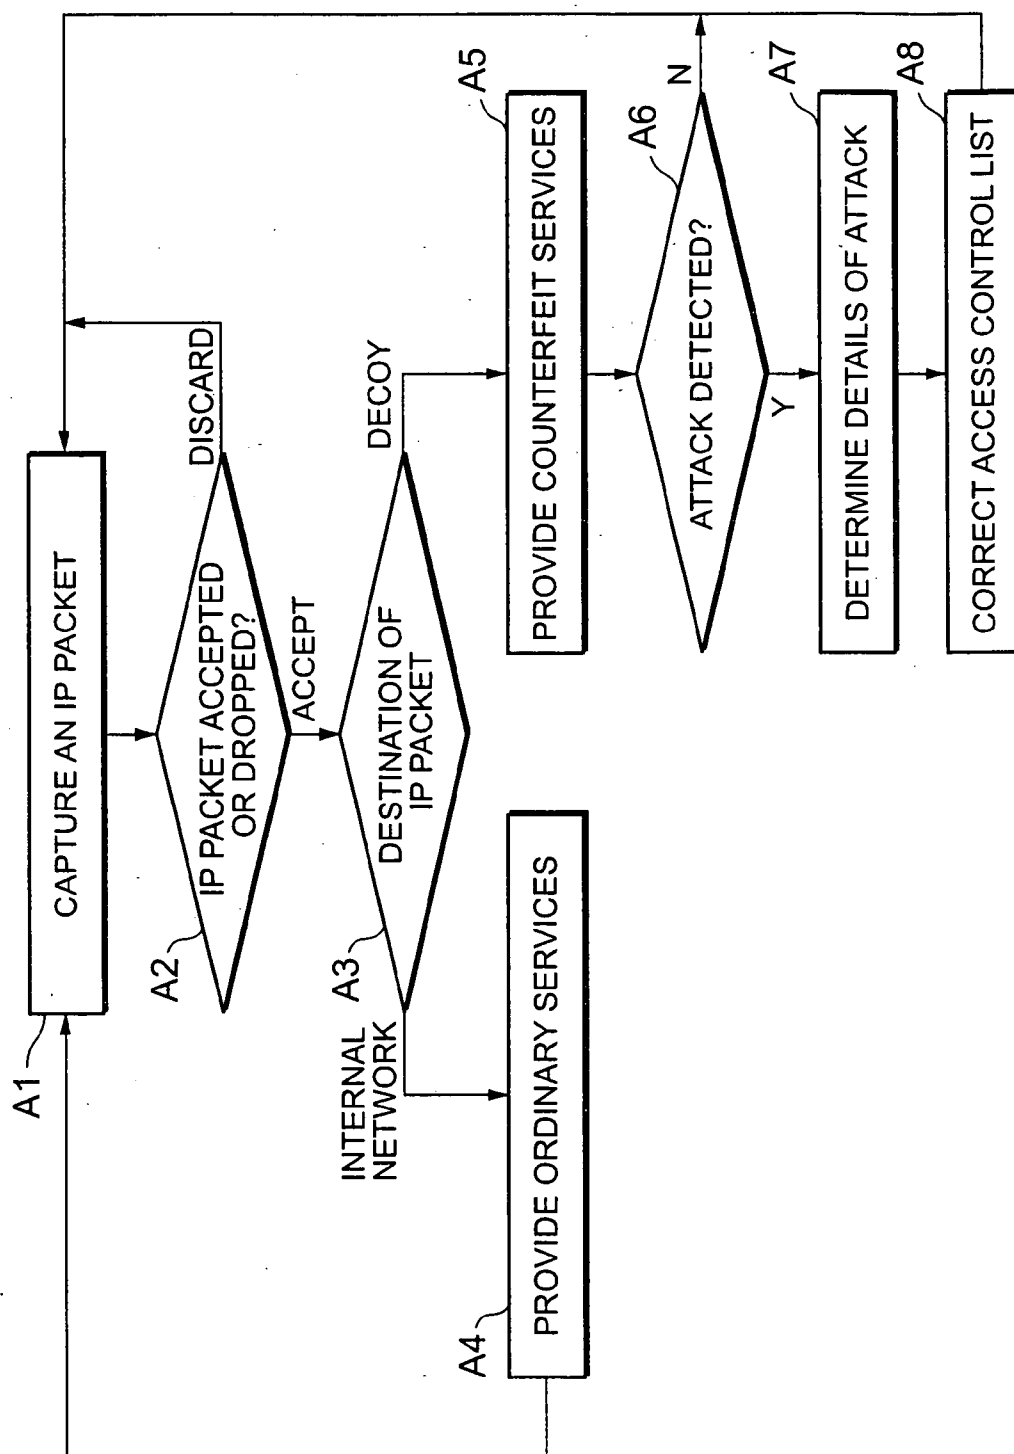 A1
CAPTURE AN IP PACKET
A2
IP PACKET ACCEPTED
OR DROPPED?
DISCARD
ACCEPT
A3
DESTINATION OF
IP PACKET
INTERNAL
NETWORK
DECOY
A4
PROVIDE ORDINARY SERVICES
A5
PROVIDE COUNTERFEIT SERVICES
A6
ATTACK DETECTED?
N
Y
A7
DETERMINE DETAILS OF ATTACK
A8
CORRECT ACCESS CONTROL LIST